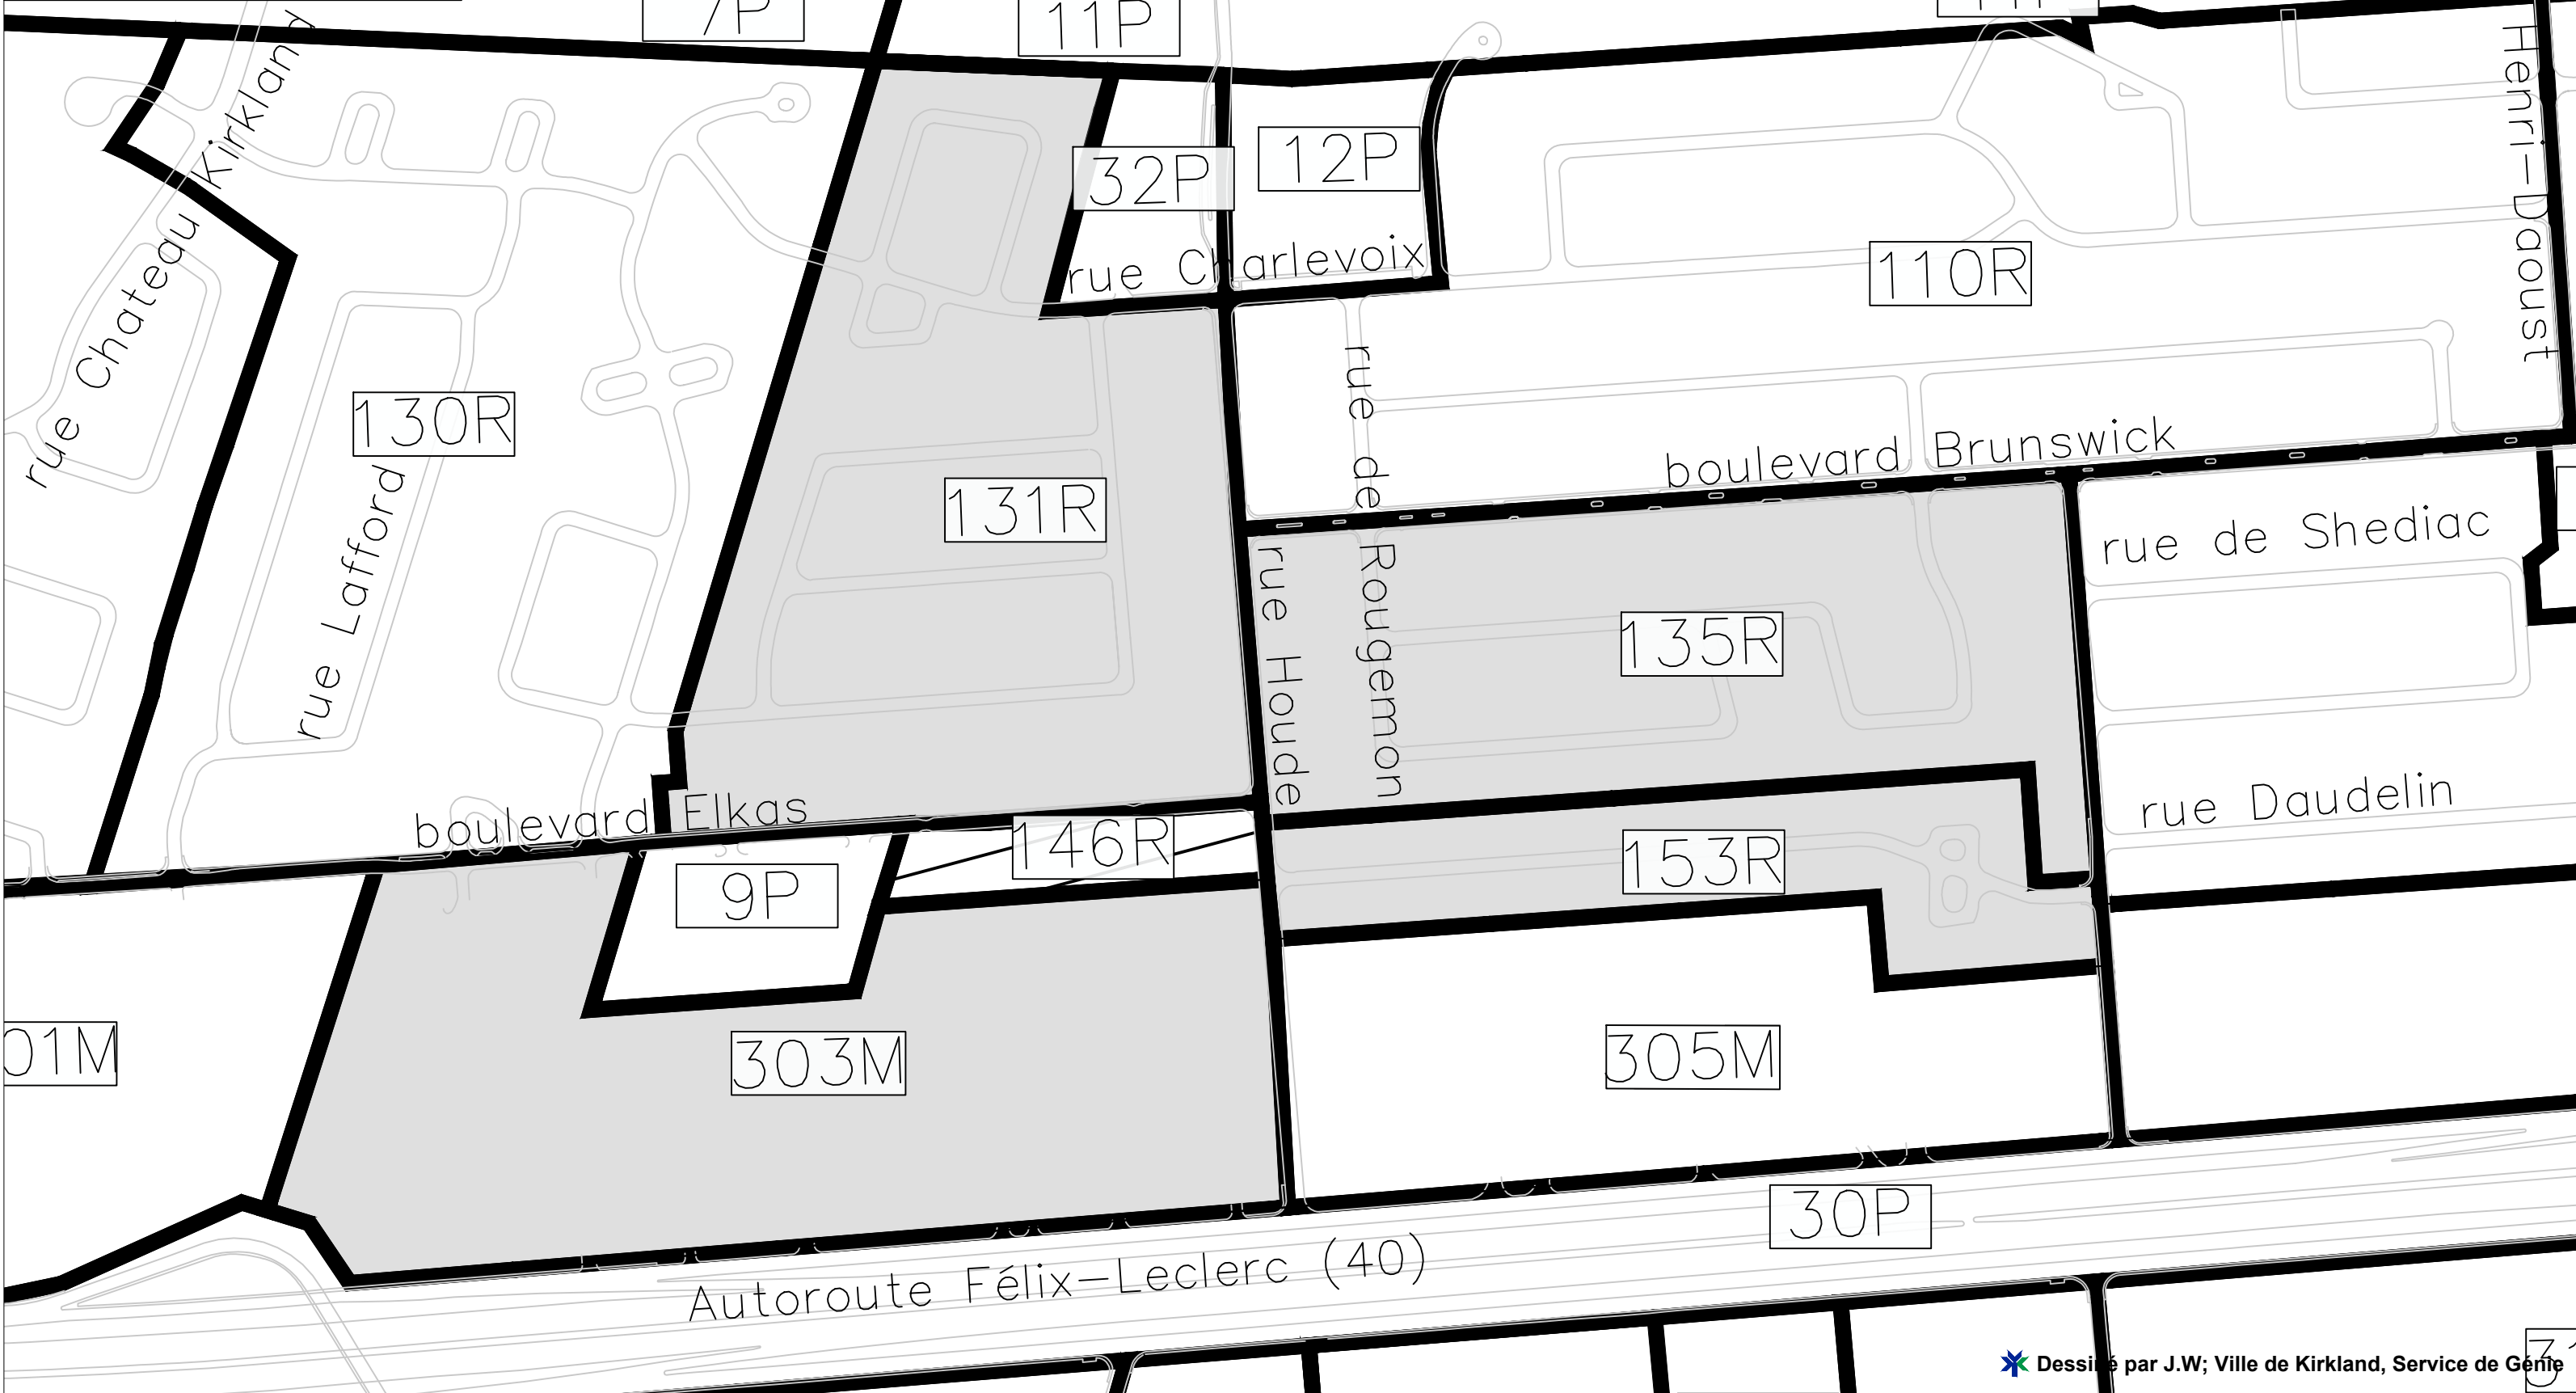 7P
11P
rue Chateau Kirkland
32P
12P
rue Charlevoix
110R
Henri-Daoust
130R
rue Lafford
131R
rue de Rougemon
boulevard Brunswick
rue de Shediac
rue Houde
135R
rue Daudelin
boulevard Elkas
146R
153R
9P
01M
303M
305M
30P
Autoroute Félix-Leclerc (40)
Dessiné par J.W; Ville de Kirkland, Service de Génie